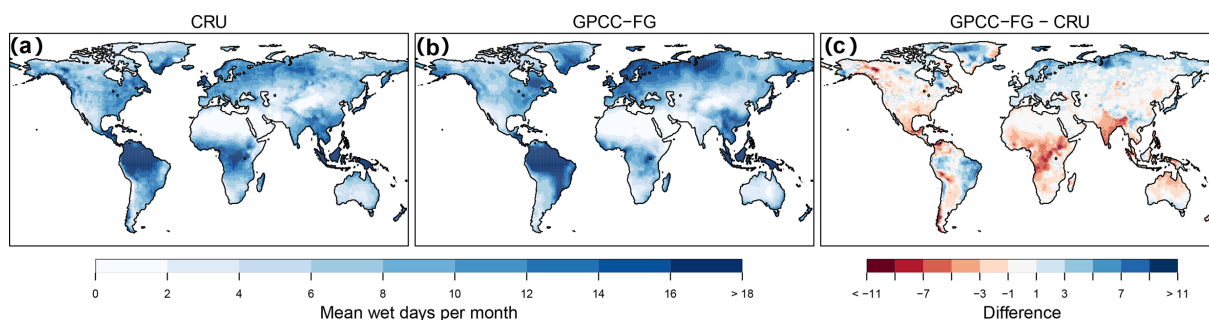 CRU
GPCC−FG
GPCC−FG − CRU
(a)
(b)
(c)
0 2 4 6 8 10 12 14 16 > 18
Mean wet days per month
< −11 −7 −3 −1 1 3 7 > 11
Difference